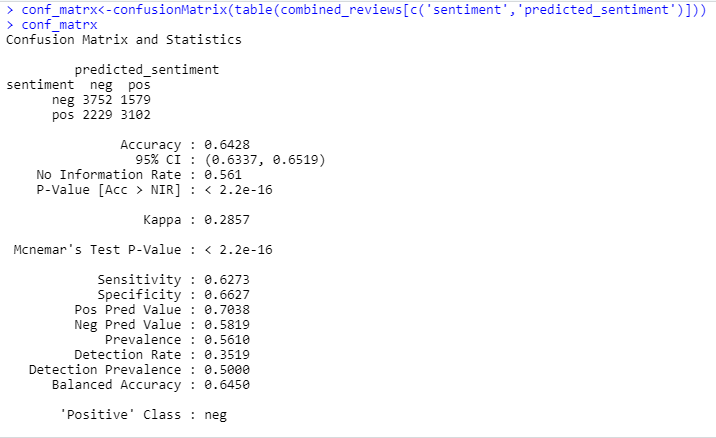 > conf_matrx<-confusionMatrix(table(combined_reviews[c('sentiment','predicted_sentiment')]))
> conf_matrx
Confusion Matrix and Statistics
predicted_sentiment
sentiment neg pos
neg 3752 1579
pos 2229 3102
Accuracy : 0.6428
95% CI : (0.6337, 0.6519)
No Information Rate : 0.561
P-Value [Acc > NIR] : < 2.2e-16
Kappa : 0.2857
Mcnemar's Test P-Value : < 2.2e-16
Sensitivity : 0.6273
Specificity : 0.6627
Pos Pred Value : 0.7038
Neg Pred Value : 0.5819
Prevalence : 0.5610
Detection Rate : 0.3519
Detection Prevalence : 0.5000
Balanced Accuracy : 0.6450
'Positive' Class : neg